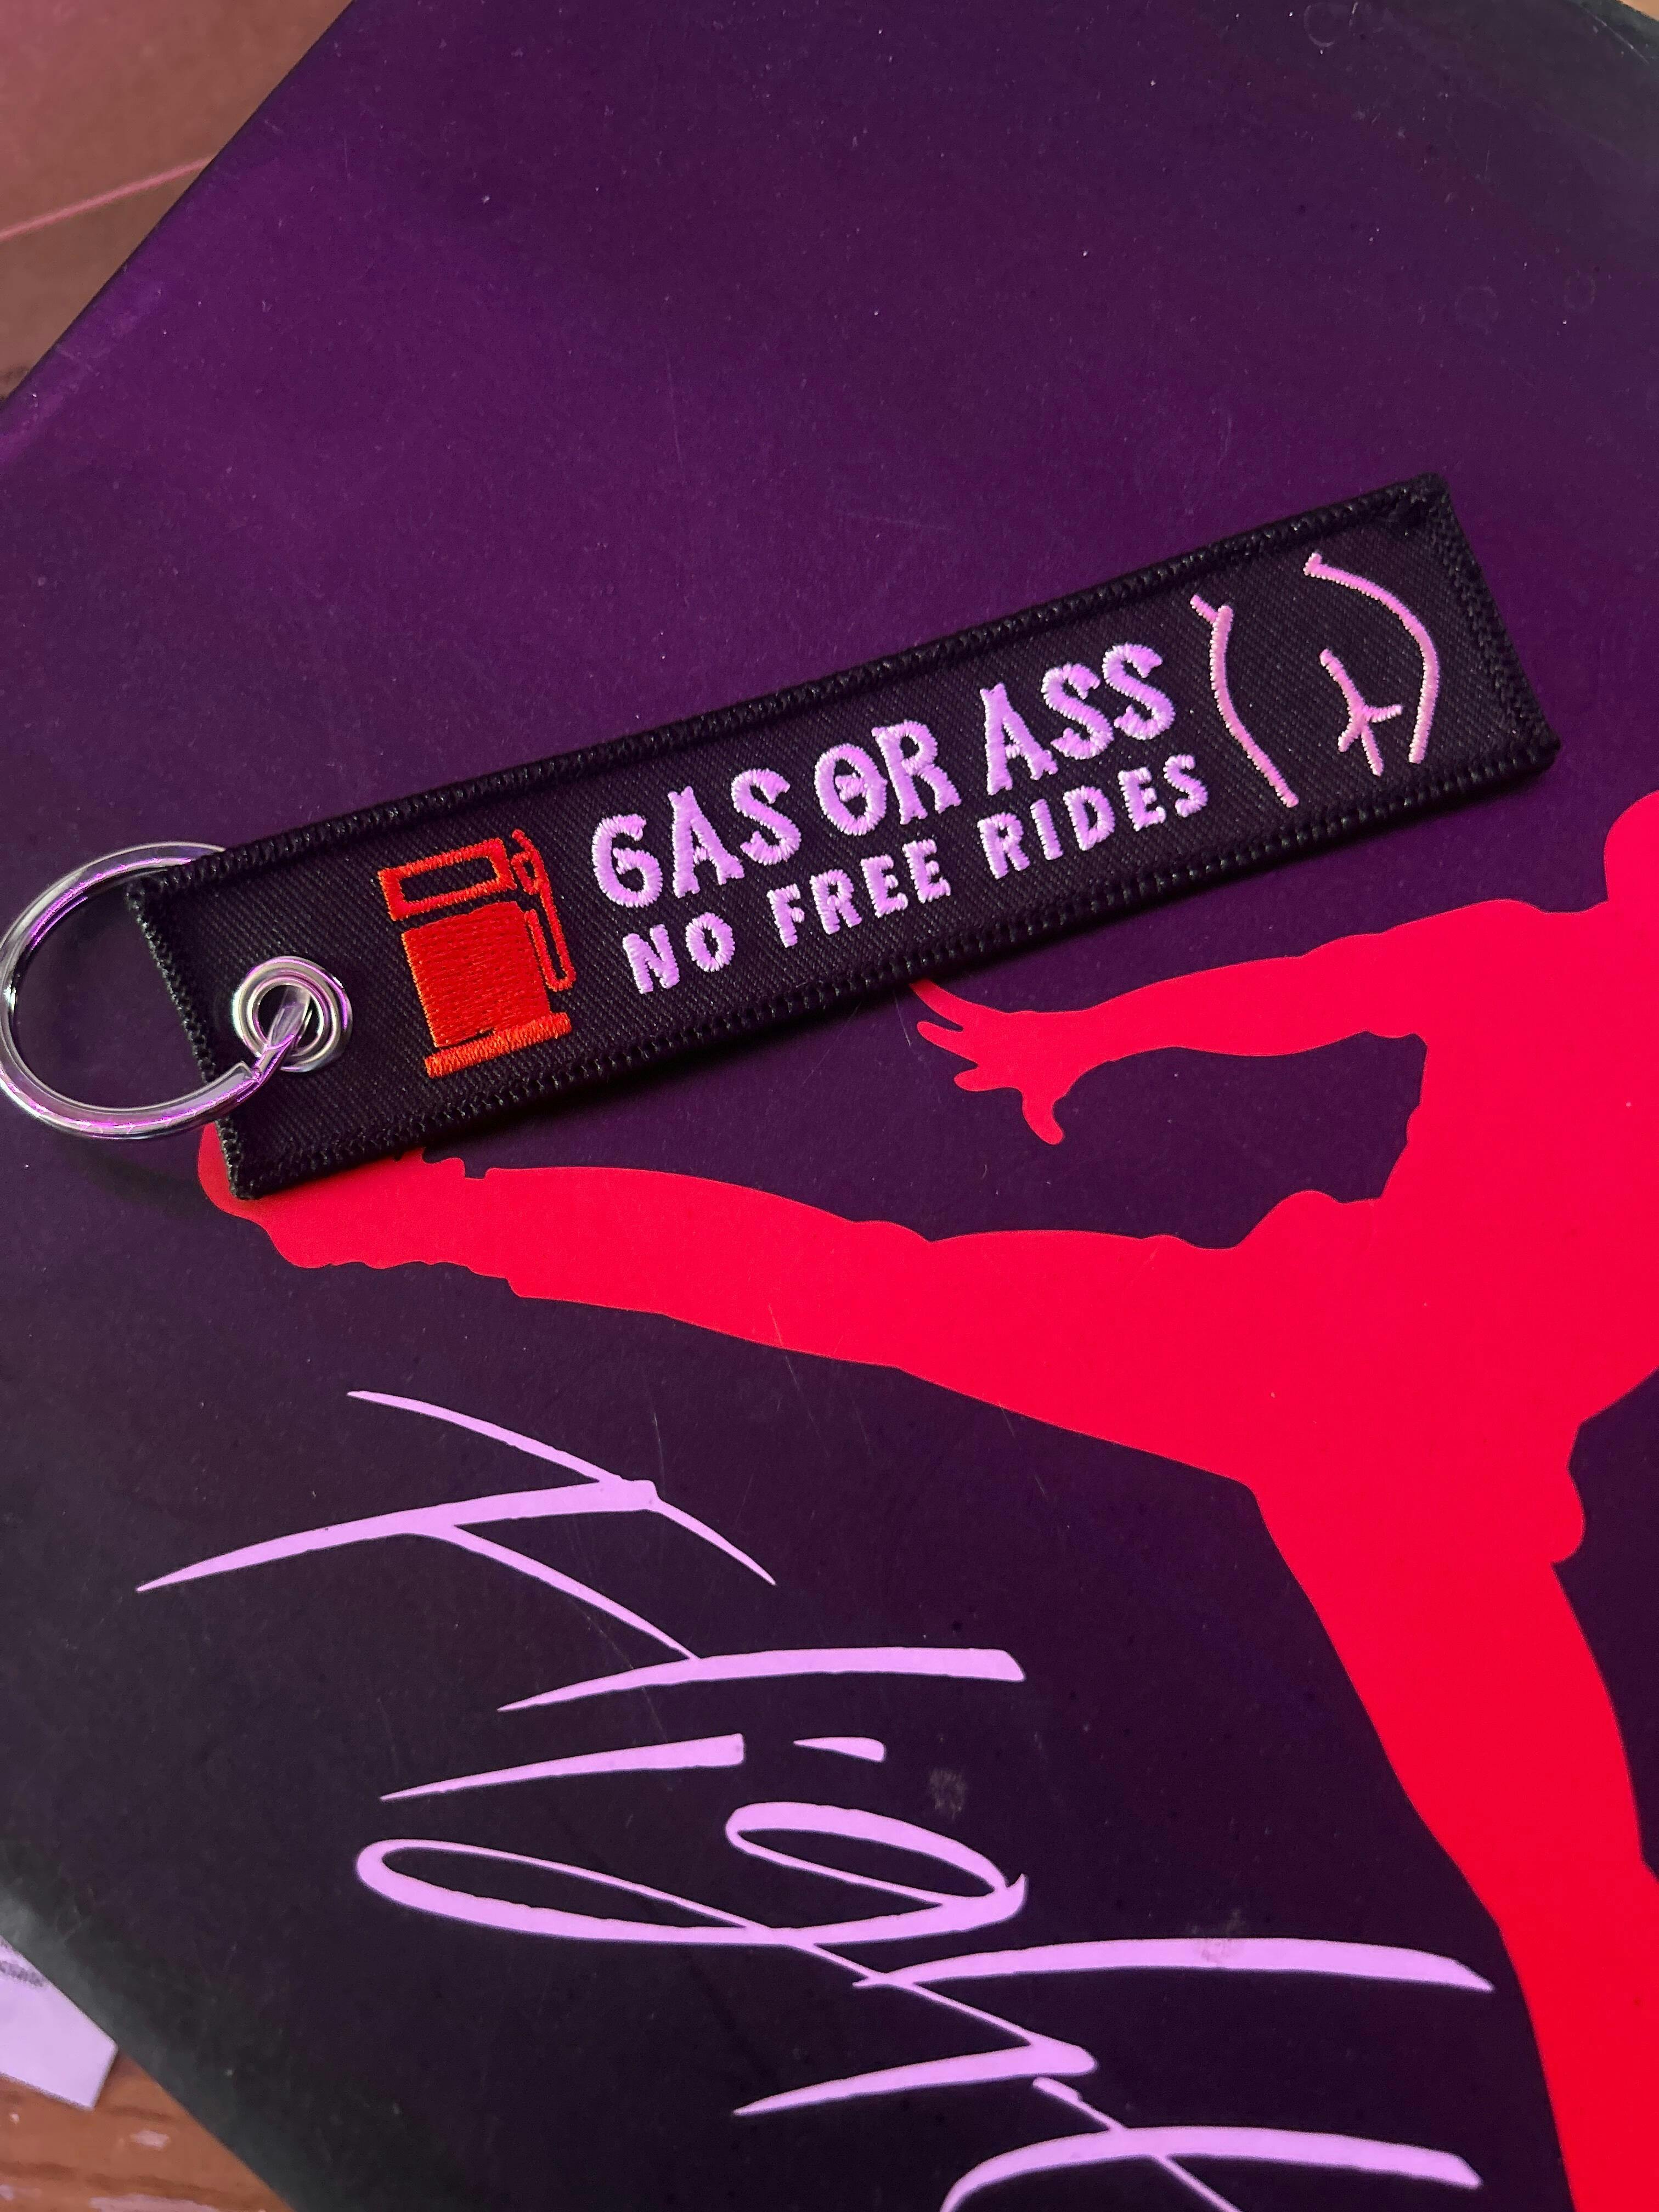 GAS OR ASS
NO FREE RIDES
Flight